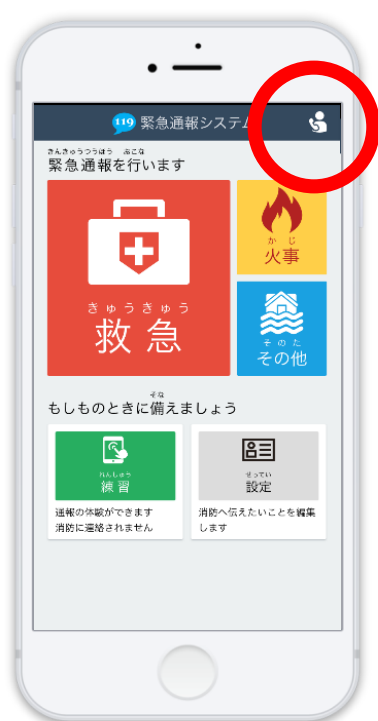 119 緊急通報システム
きんきゅうつうほう おこな
緊急通報を行います
きゅうきゅう
救急
かじ
火事
そのた
その他
そな
もしものときに備えましょう
れんしゅう
練習
通報の体験ができます
消防に連絡されません
せってい
設定
消防へ伝えたいことを編集
します